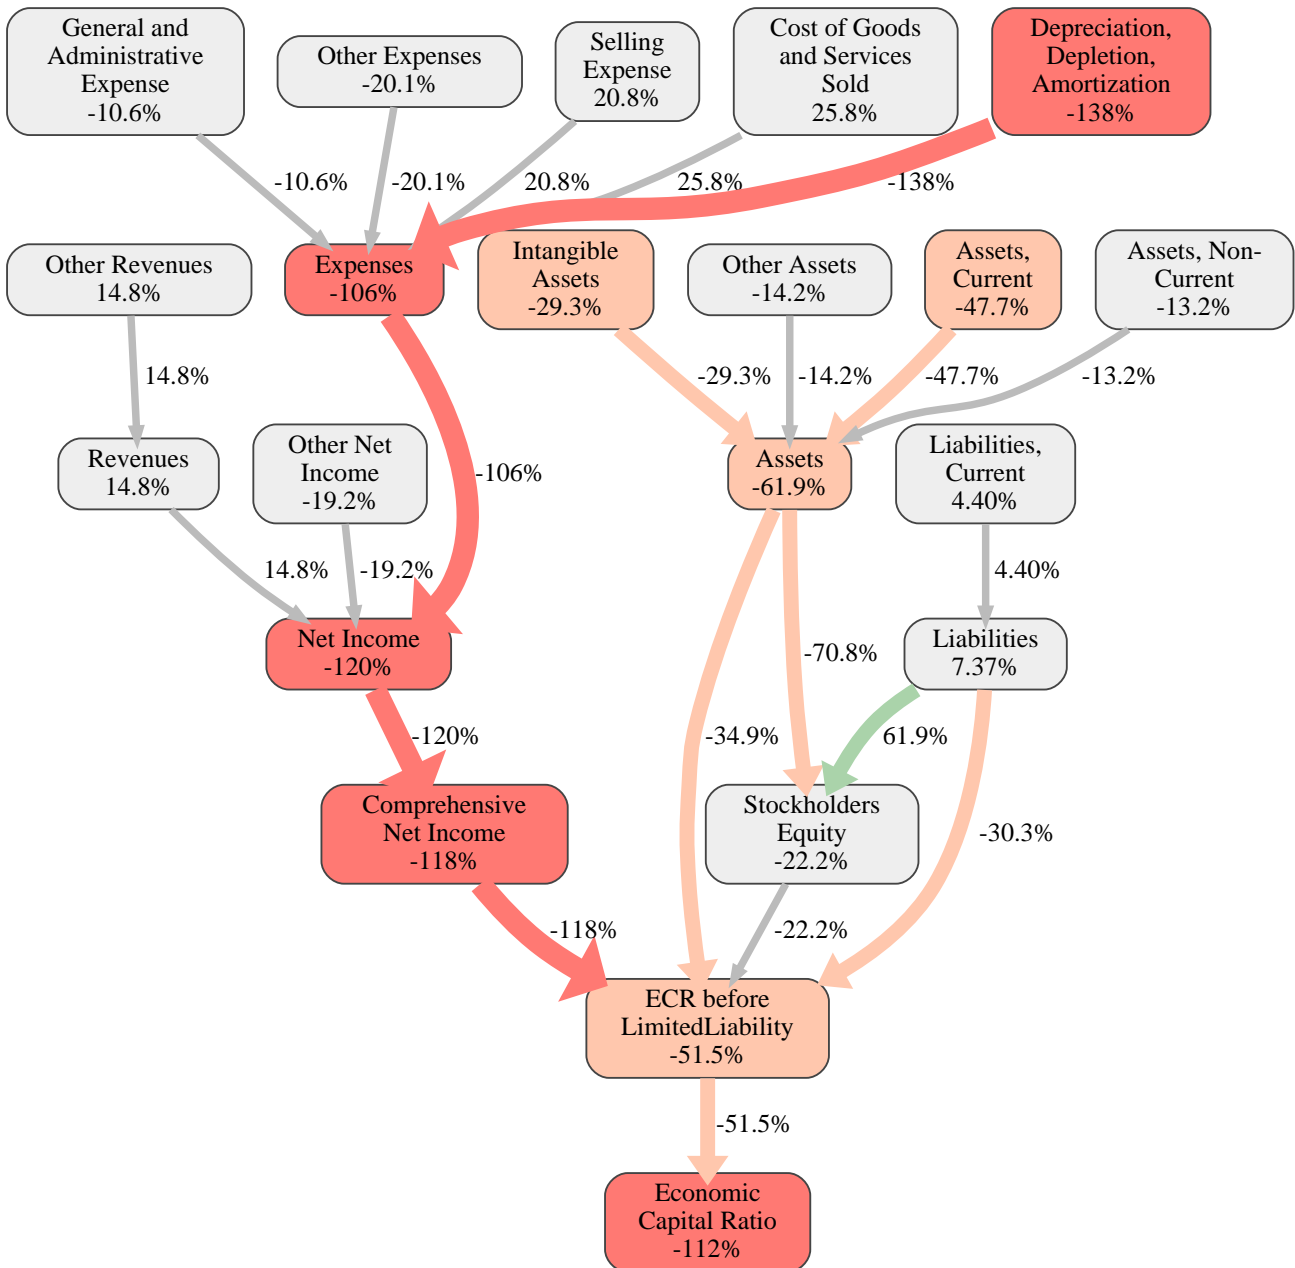 General and
Administrative
Expense
-10.6%
Other Expenses
-20.1%
Selling
Expense
20.8%
Cost of Goods
and Services
Sold
25.8%
Depreciation,
Depletion,
Amortization
-138%
-10.6%
-20.1%
20.8%
25.8%
-138%
Other Revenues
14.8%
Expenses
-106%
Intangible
Assets
-29.3%
Other Assets
-14.2%
Assets,
Current
-47.7%
Assets, Non-
Current
-13.2%
14.8%
-29.3%
-14.2%
-47.7%
-13.2%
Revenues
14.8%
Other Net
Income
-19.2%
-106%
Assets
-61.9%
Liabilities,
Current
4.40%
14.8%
-19.2%
4.40%
Net Income
-120%
-70.8%
Liabilities
7.37%
-120%
-34.9%
61.9%
Comprehensive
Net Income
-118%
Stockholders
Equity
-22.2%
-30.3%
-118%
-22.2%
ECR before
LimitedLiability
-51.5%
-51.5%
Economic
Capital Ratio
-112%